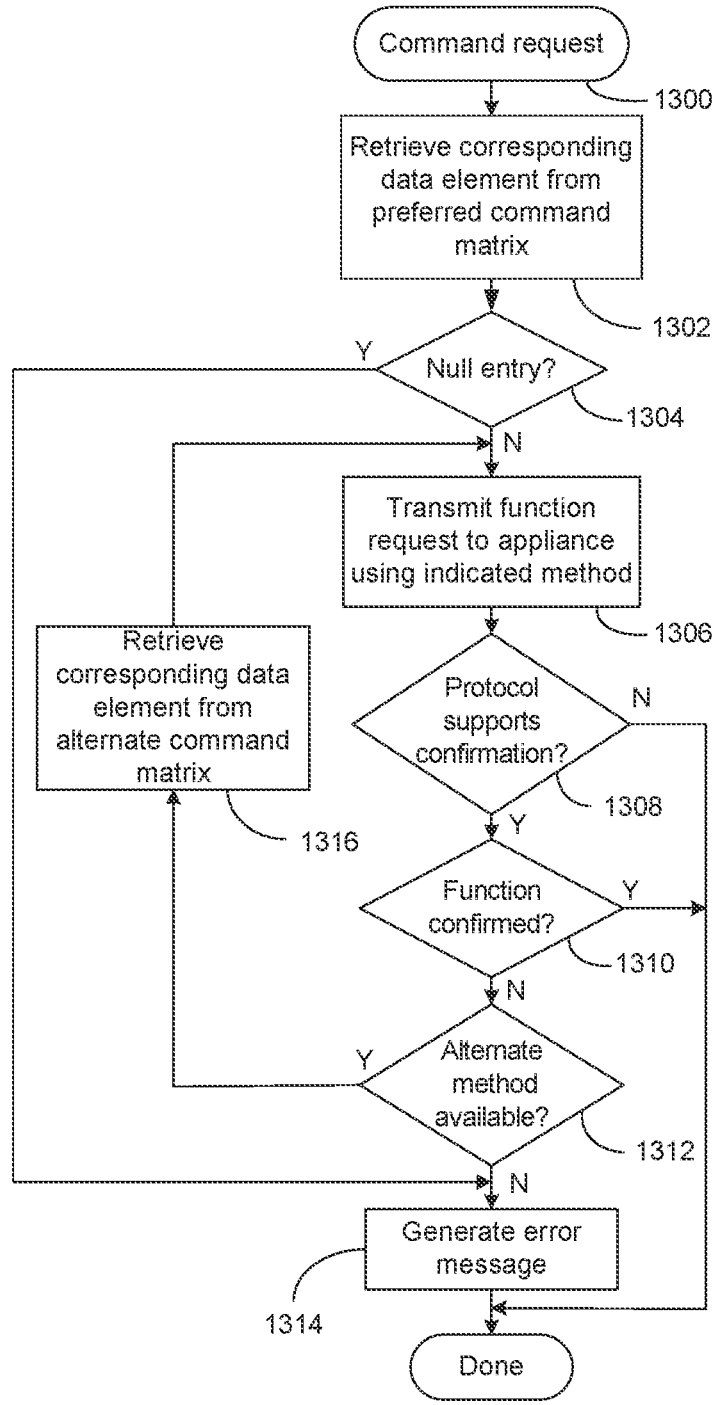 Command request
1300
Retrieve corresponding
data element from
preferred command
matrix
1302
Y
Null entry?
1304
N
Transmit function
request to appliance
using indicated method
1306
Retrieve
corresponding data
element from
alternate command
matrix
1316
Protocol
supports
confirmation?
N
1308
Y
Function
confirmed?
Y
1310
N
Y
Alternate
method
available?
1312
N
Generate error
message
1314
Done